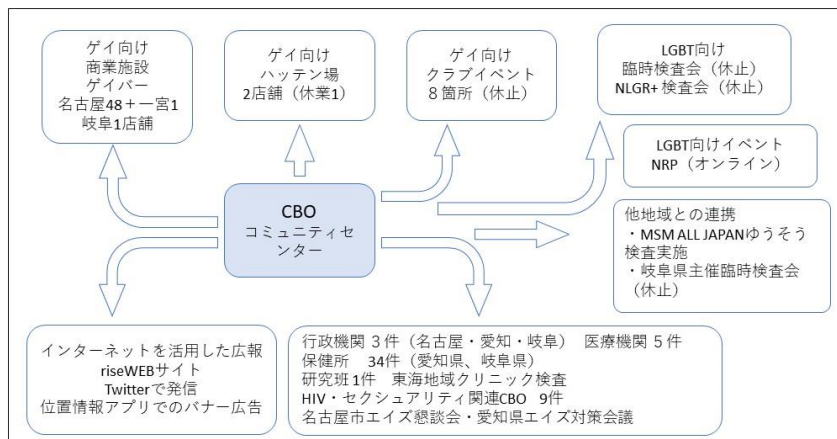 ゲイ向け
商業施設
ゲイバー
名古屋48＋一宮1
岐阜1店舗
ゲイ向け
ハッテン場
2店舗（休業1）
ゲイ向け
クラブイベント
８箇所（休止）
LGBT向け
臨時検査会（休止）
NLGR+ 検査会（休止）
LGBT向けイベント
NRP（オンライン）
CBO
コミュニティセ
ンター
他地域との連携
・MSM ALL JAPANゆうそう
検査実施
・岐阜県主催臨時検査会
（休止）
インターネットを活用した広報
riseWEBサイト
Twitterで発信
位置情報アプリでのバナー広告
行政機関 ３件（名古屋・愛知・岐阜） 医療機関 ５件
保健所 34件（愛知県、岐阜県）
研究班1件 東海地域クリニック検査
HIV・セクシュアリティ関連CBO 9件
名古屋市エイズ懇談会・愛知県エイズ対策会議